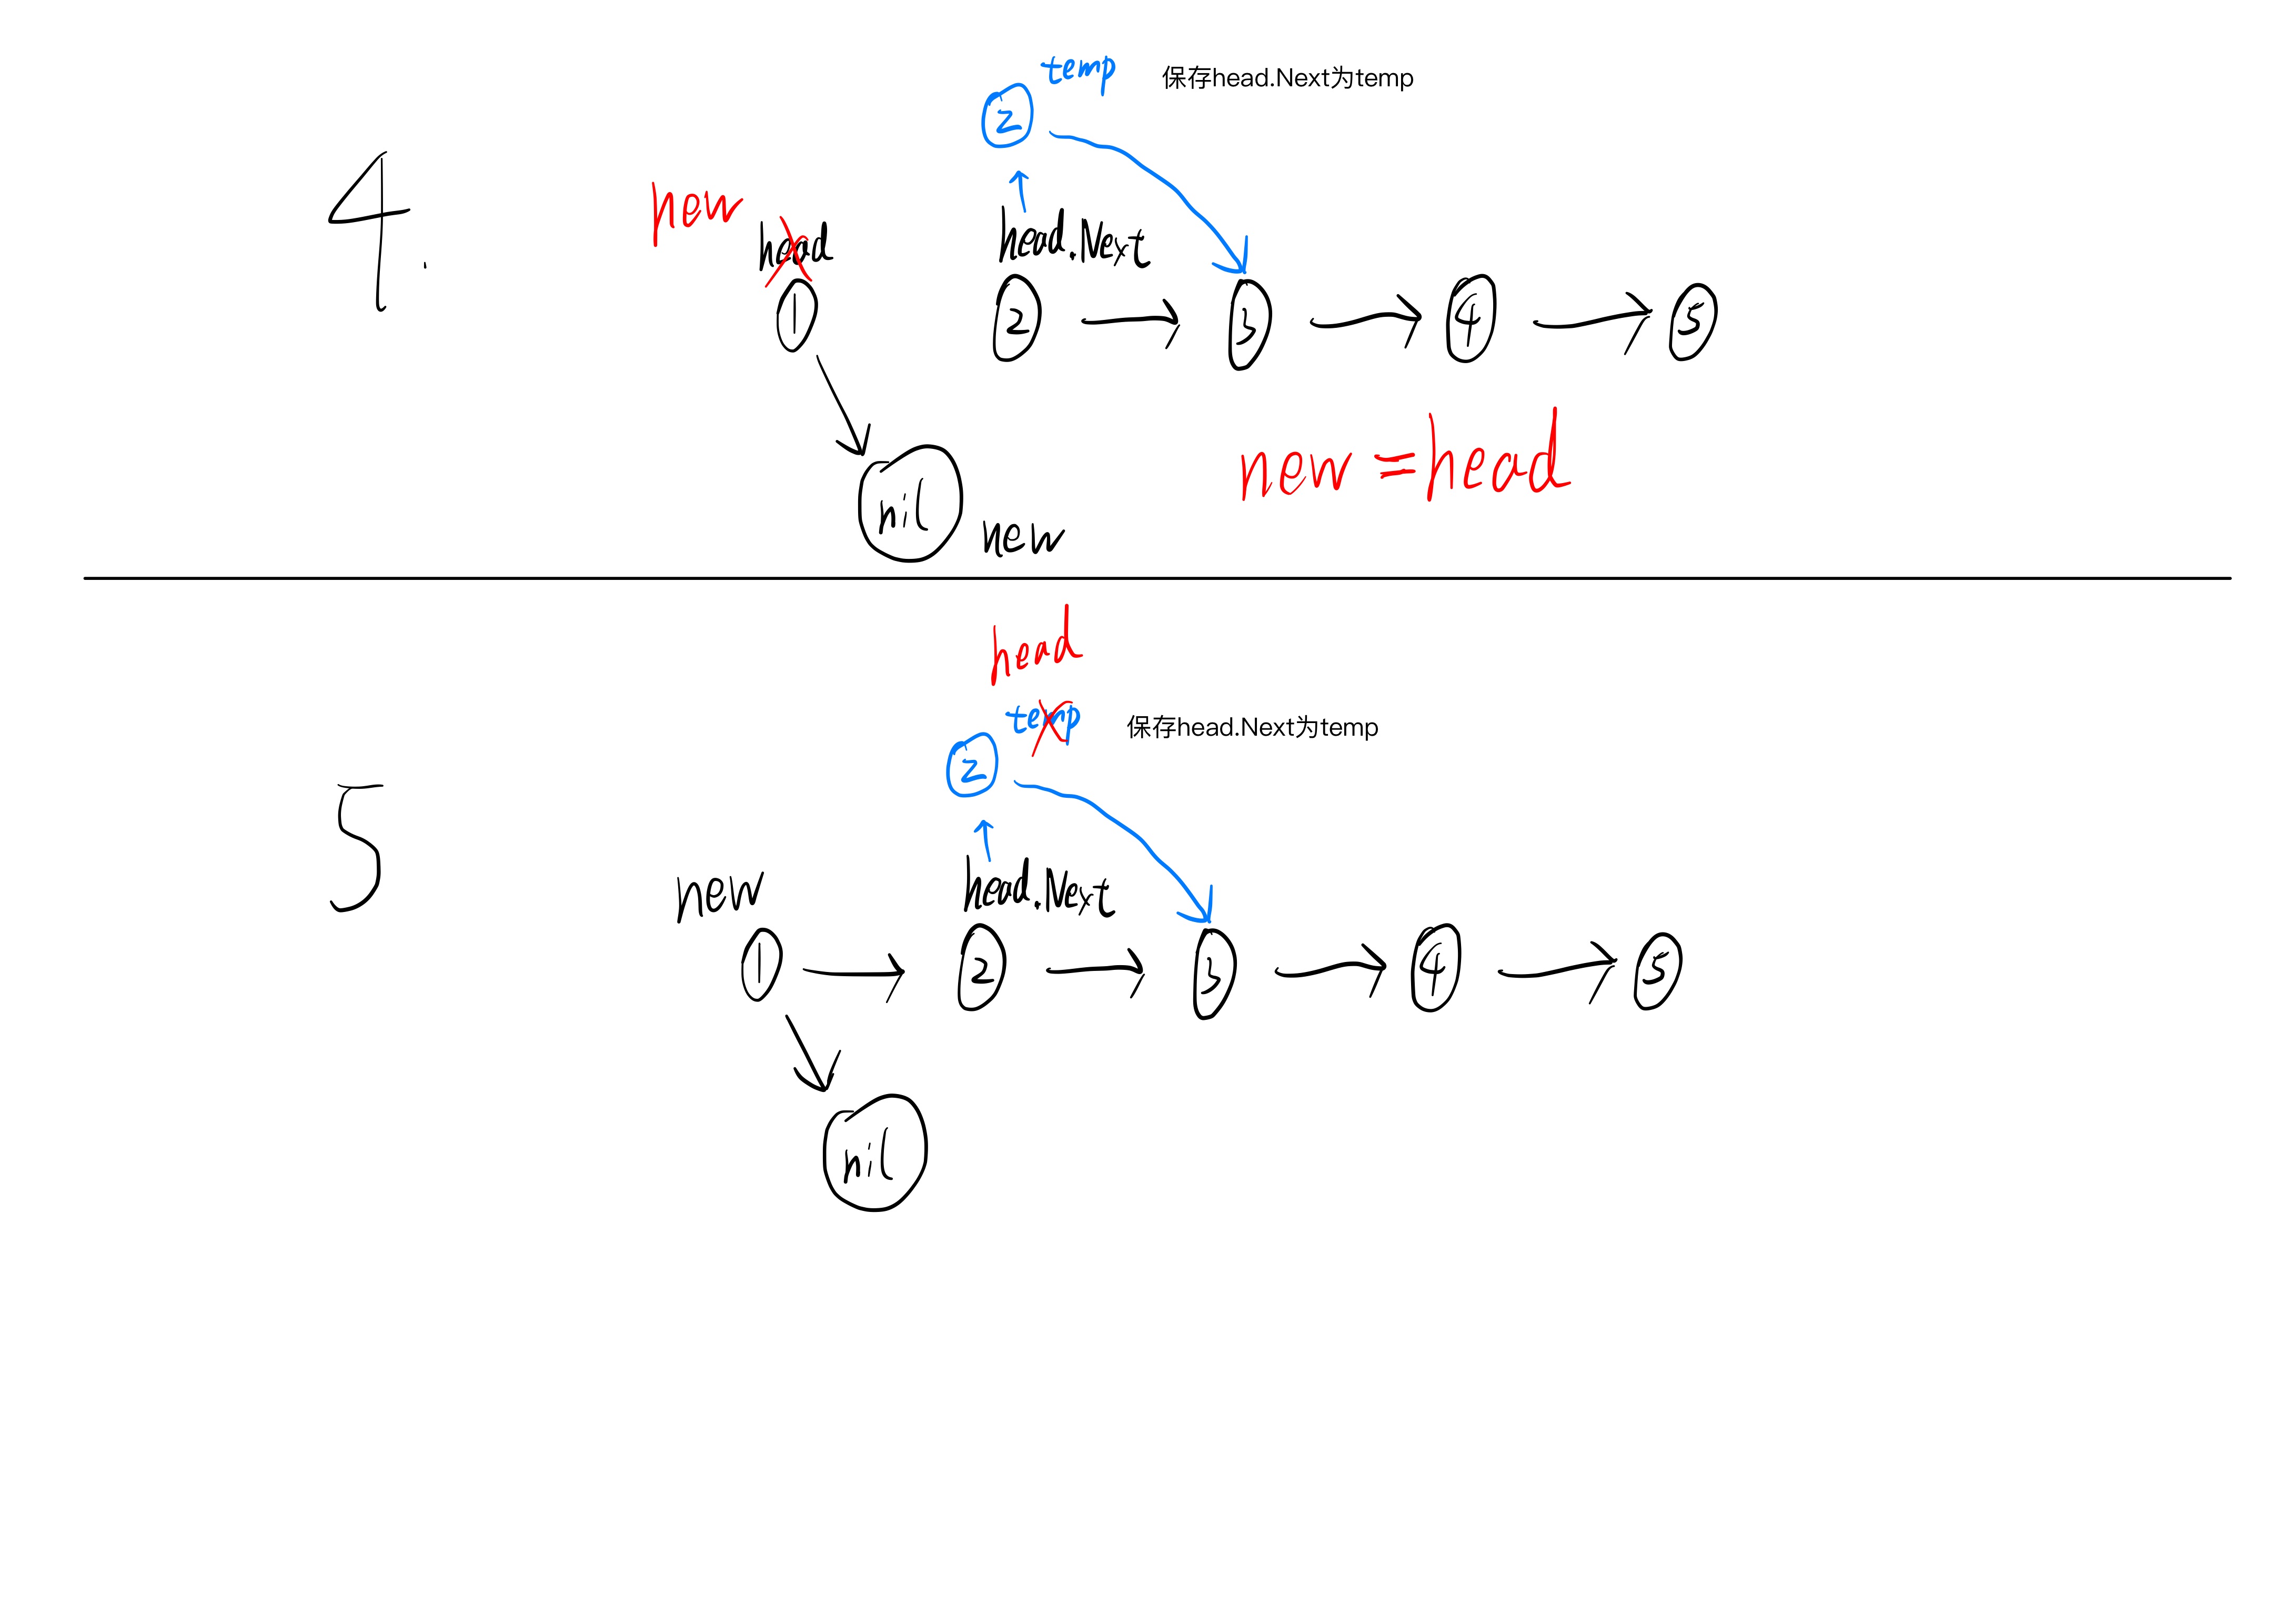 temp 保存head.Next为temp
2
4.
new
head
head.Next
1 2 3 4 5
new = head
nil
new
head
temp 保存head.Next为temp
2
5
new
head.Next
1 2 3 4 5
nil